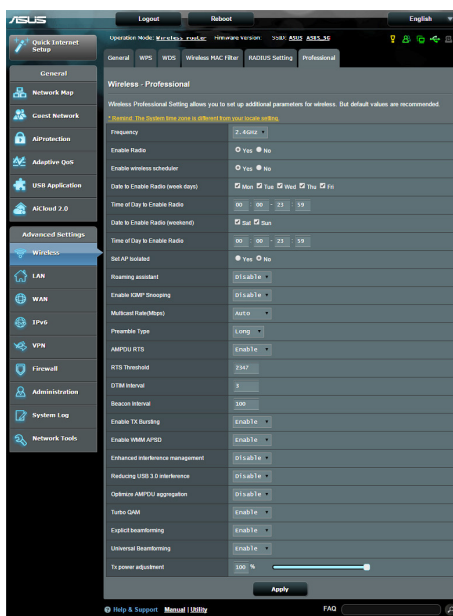 ASUS
Logout Reboot English
Quick Internet Setup
Operation Mode: Wireless router Firmware Version: SSID: ASUS ASUS_5G
General WPS WDS Wireless MAC Filter RADIUS Setting Professional
General
Network Map
Guest Network
AiProtection
Adaptive QoS
USB Application
AiCloud 2.0
Advanced Settings
Wireless
LAN
WAN
IPv6
VPN
Firewall
Administration
System Log
Network Tools
Wireless - Professional
Wireless Professional Setting allows you to set up additional parameters for wireless. But default values are recommended.
* Remind: The System time zone is different from your locale setting.
Frequency 2.4GHz
Enable Radio Yes No
Enable wireless scheduler Yes No
Date to Enable Radio (week days) Mon Tue Wed Thu Fri
Time of Day to Enable Radio 00 : 00 - 23 : 59
Date to Enable Radio (weekend) Sat Sun
Time of Day to Enable Radio 00 : 00 - 23 : 59
Set AP Isolated Yes No
Roaming assistant Disable
Enable IGMP Snooping Disable
Multicast Rate(Mbps) Auto
Preamble Type Long
AMPDU RTS Enable
RTS Threshold 2347
DTIM Interval 3
Beacon Interval 100
Enable TX Bursting Enable
Enable WMM APSD Enable
Enhanced interference management Disable
Reducing USB 3.0 interference Disable
Optimize AMPDU aggregation Disable
Turbo QAM Enable
Explicit beamforming Enable
Universal Beamforming Enable
Tx power adjustment 100 %
Apply
Help & Support Manual | Utility FAQ